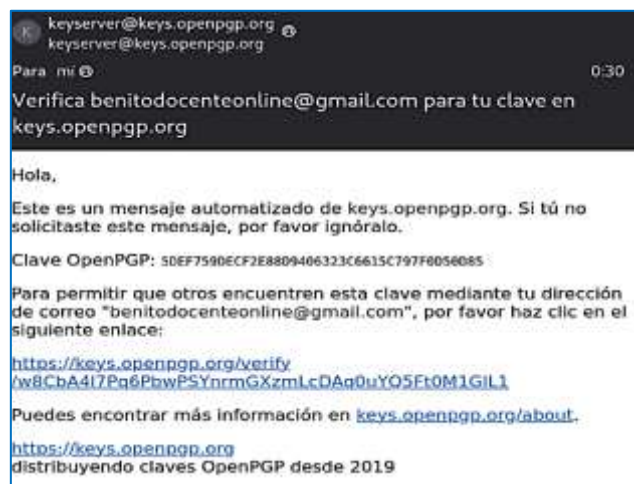 K
keyserver@keys.openpgp.org
keyserver@keys.openpgp.org
Para mí
0:30
Verifica benitodocenteonline@gmail.com para tu clave en
keys.openpgp.org
Hola,
Este es un mensaje automatizado de keys.openpgp.org. Si tú no
solicitaste este mensaje, por favor ignóralo.
Clave OpenPGP:
Para permitir que otros encuentren esta clave mediante tu dirección
de correo "benitodocenteonline@gmail.com", por favor haz clic en el
siguiente enlace:
https://keys.openpgp.org/verify
Puedes encontrar más información en keys.openpgp.org/about.
https://keys.openpgp.org
distribuyendo claves OpenPGP desde 2019